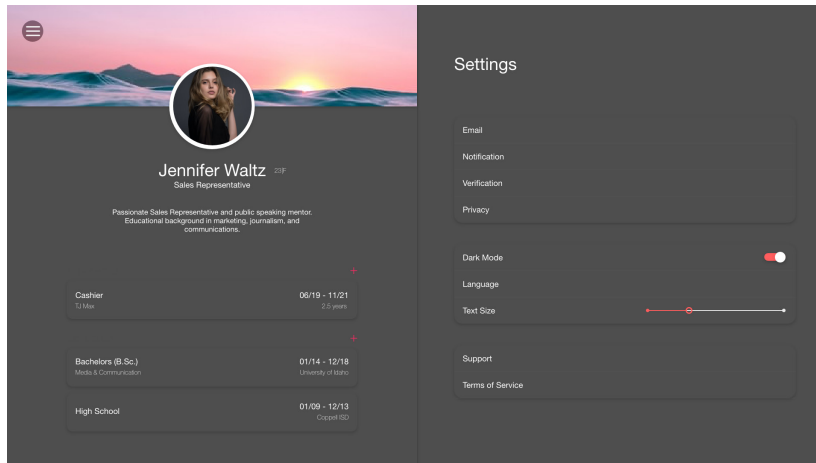 Jennifer Waltz 23|F
Sales Representative
Passionate Sales Representative and public speaking mentor.
Educational background in marketing, journalism, and
communications.
+
Cashier 06/19 - 11/21
TJ Max 2.5 years
+
Bachelors (B.Sc.) 01/14 - 12/18
Media & Communication University of Idaho
High School 01/09 - 12/13
Coppell ISD
Settings
Email
Notification
Verification
Privacy
Dark Mode
Language
Text Size
Support
Terms of Service